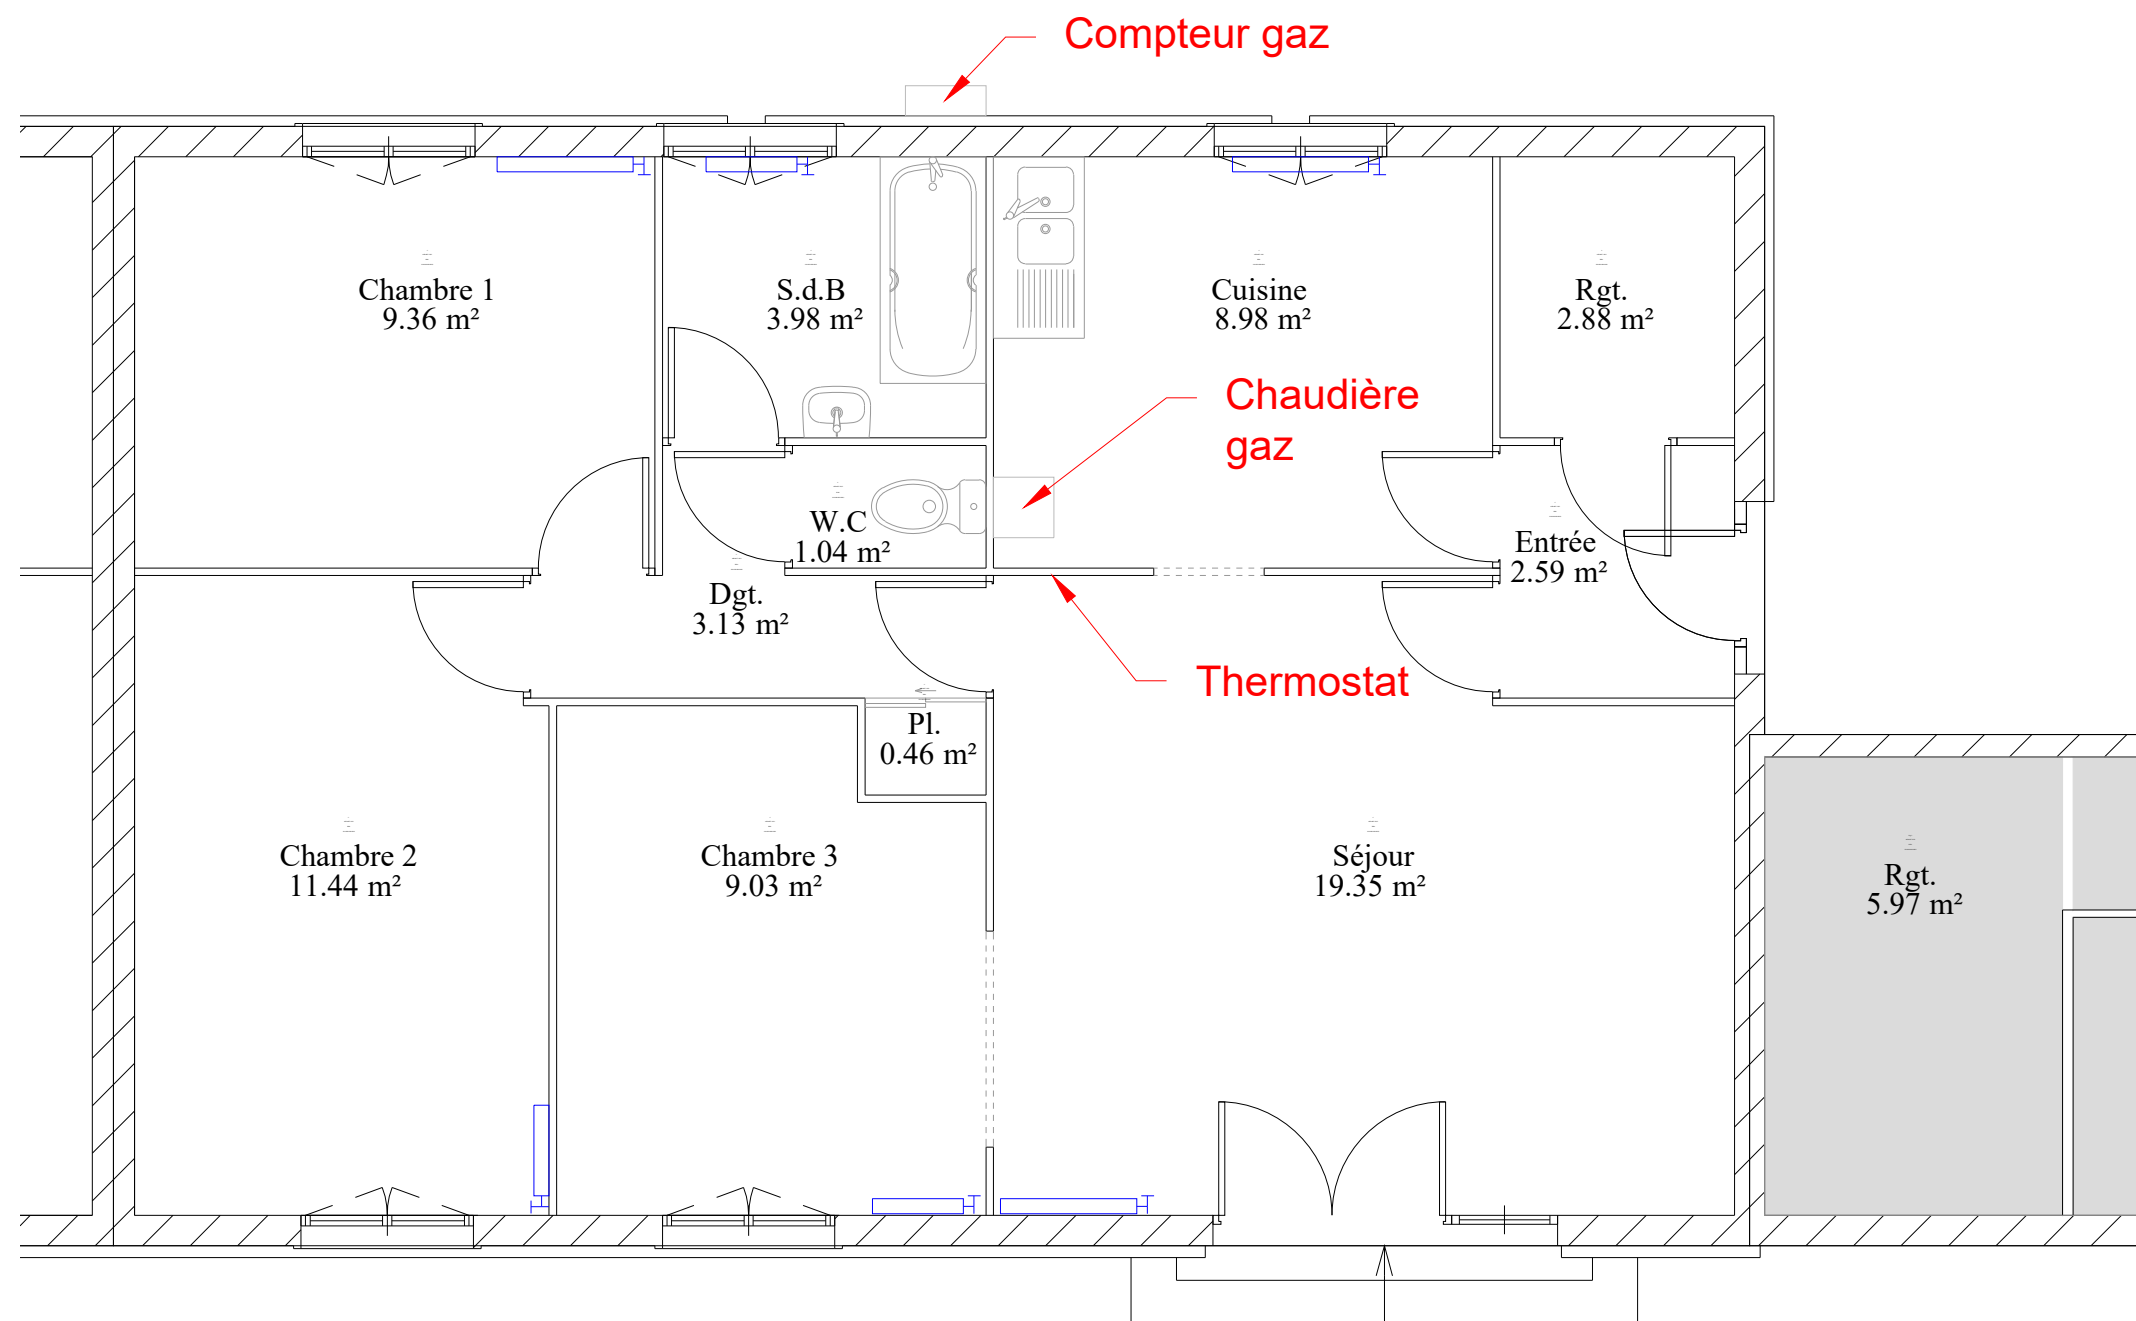 Compteur gaz
Chambre 1
9.36 m²
S.d.B
3.98 m²
Cuisine
8.98 m²
Rgt.
2.88 m²
Chaudière
gaz
W.C
1.04 m²
Entrée
2.59 m²
Dgt.
3.13 m²
Thermostat
Pl.
0.46 m²
Chambre 2
11.44 m²
Chambre 3
9.03 m²
Séjour
19.35 m²
Rgt.
5.97 m²